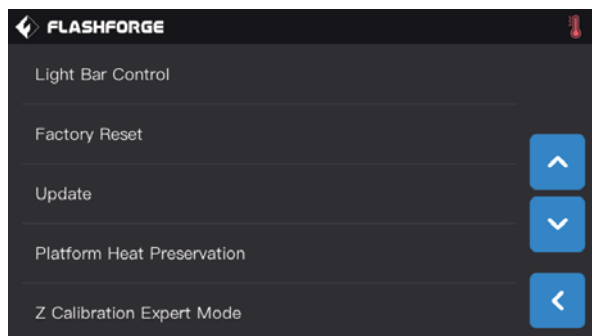 FLASHFORGE
Light Bar Control
Factory Reset
Update
Platform Heat Preservation
Z Calibration Expert Mode